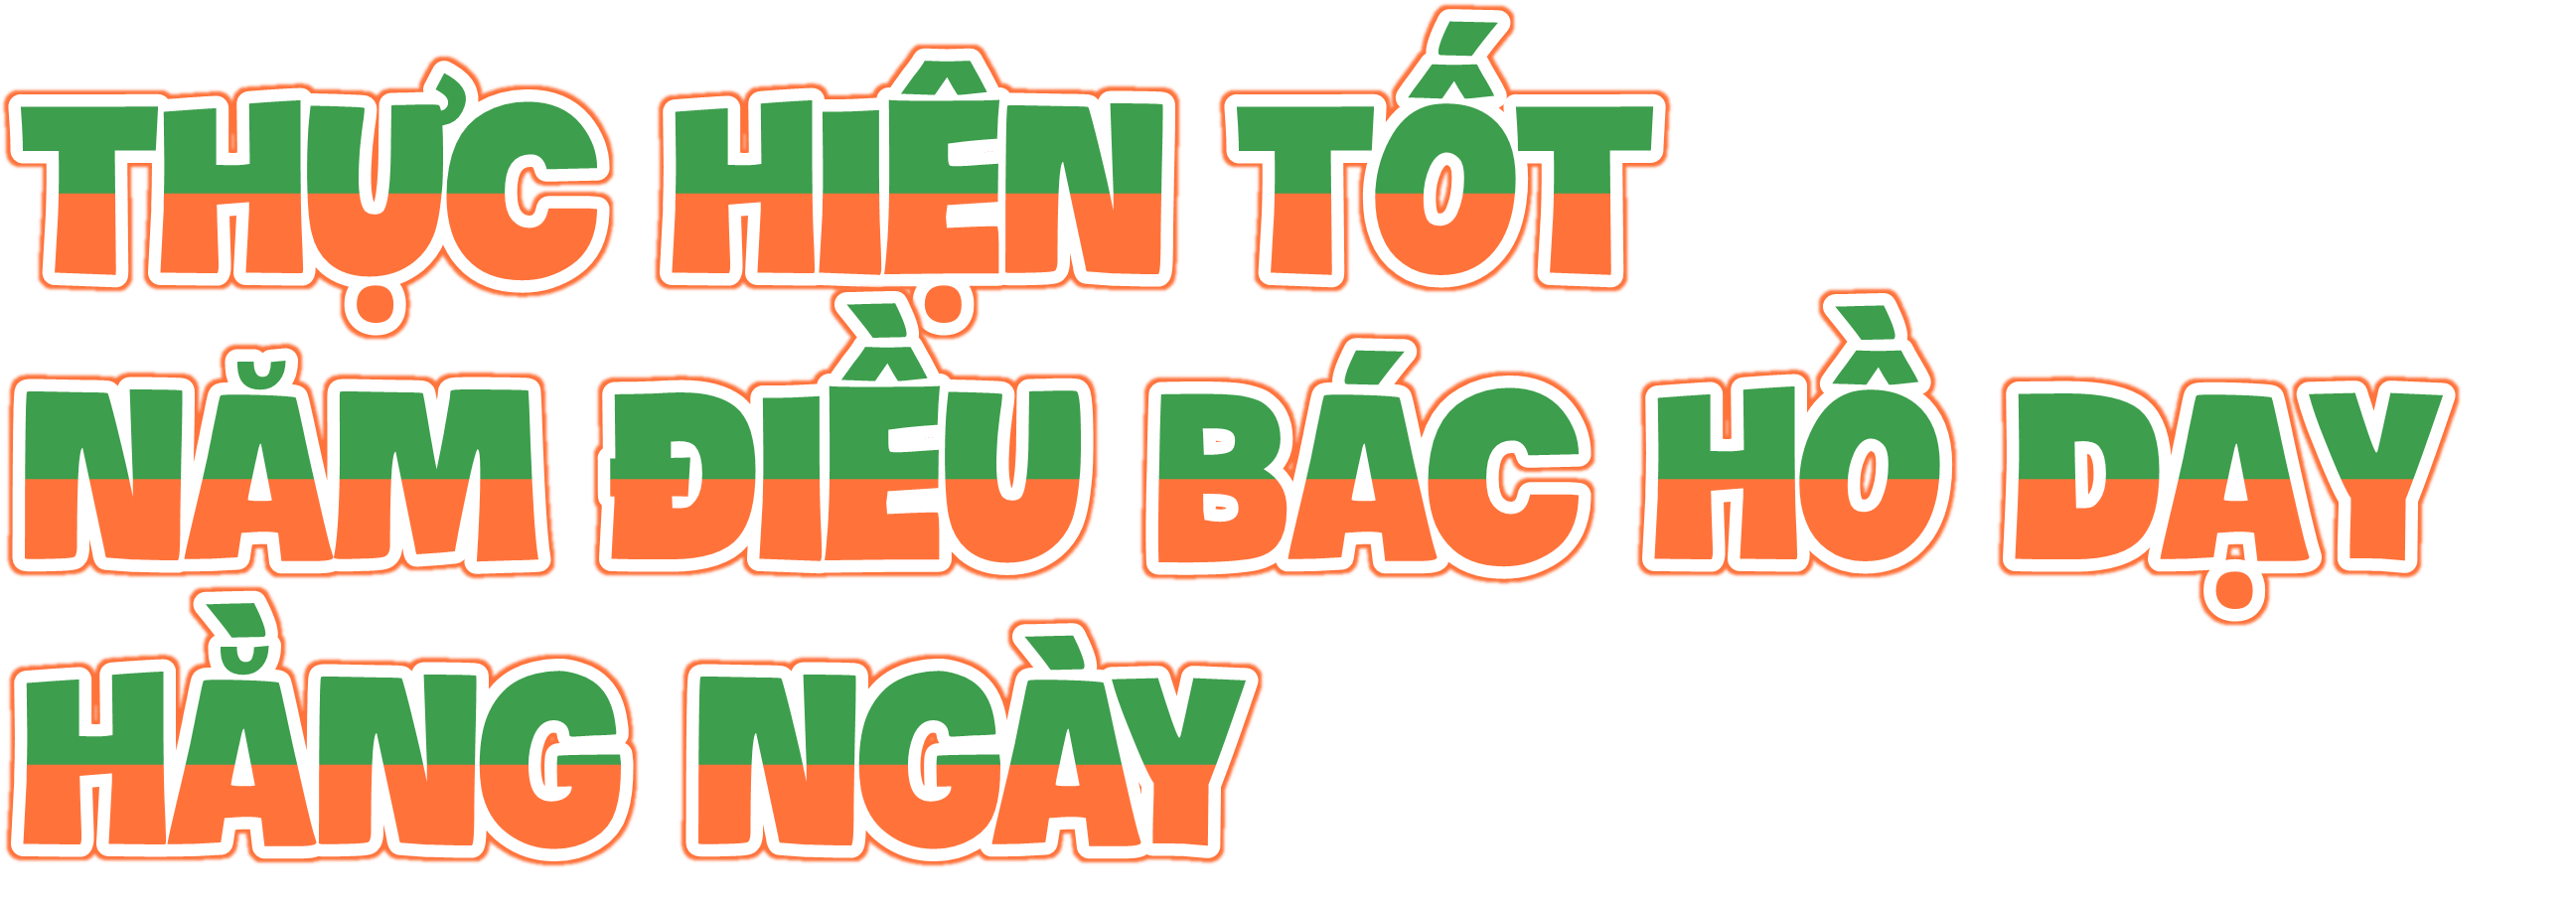 THỰC HIỆN TỐT
NĂM ĐIỀU BÁC HỒ DẠY
HẰNG NGÀY